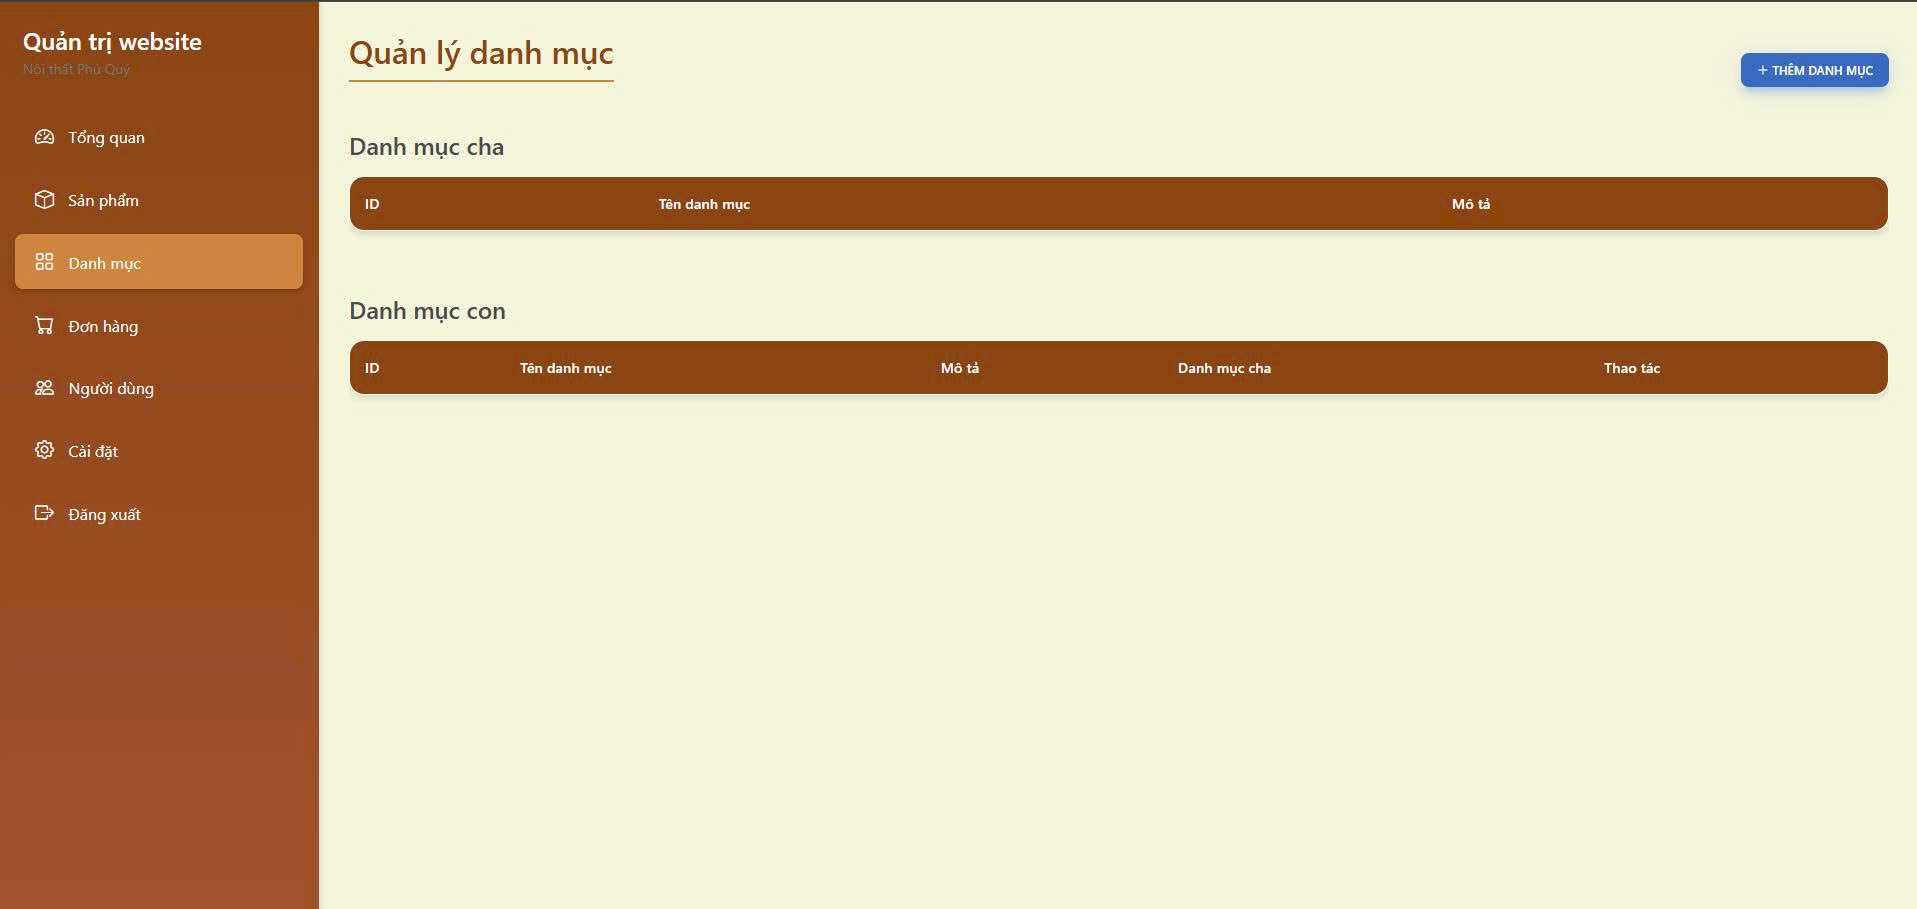 Quản trị website
Nội thất Phú Quý
Tổng quan
Sản phẩm
Danh mục
Đơn hàng
Người dùng
Cài đặt
Đăng xuất
Quản lý danh mục
+ THÊM DANH MỤC
Danh mục cha
ID Tên danh mục Mô tả
Danh mục con
ID Tên danh mục Mô tả Danh mục cha Thao tác